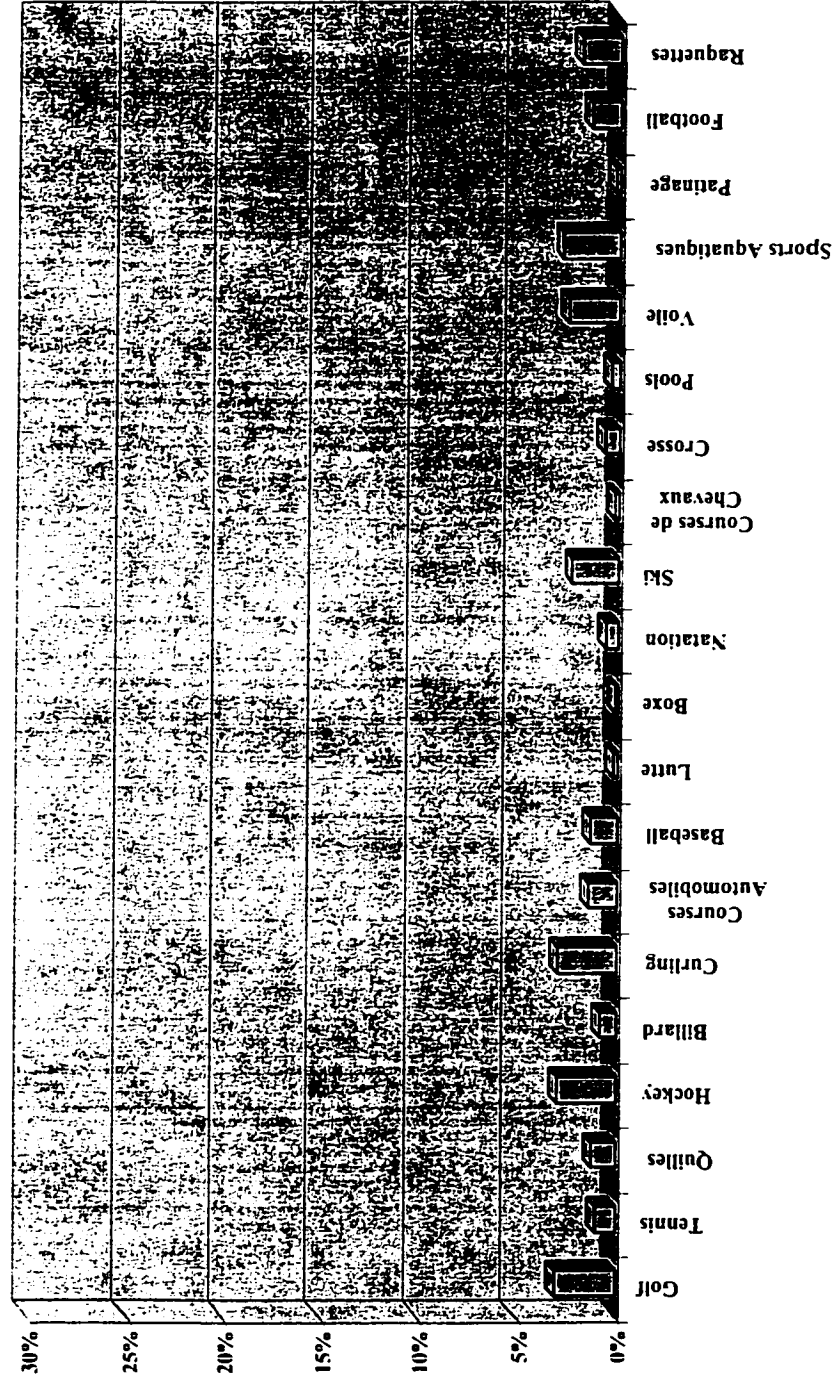 30%
25%
20%
15%
10%
5%
0%
Golf
Tennis
Quilles
Hockey
Billard
Curling
Courses
Automobiles
Baseball
Lutte
Boxe
Natation
Ski
Courses de
Chevaux
Crosse
Pools
Voile
Sports Aquatiques
Patinage
Football
Raquettes